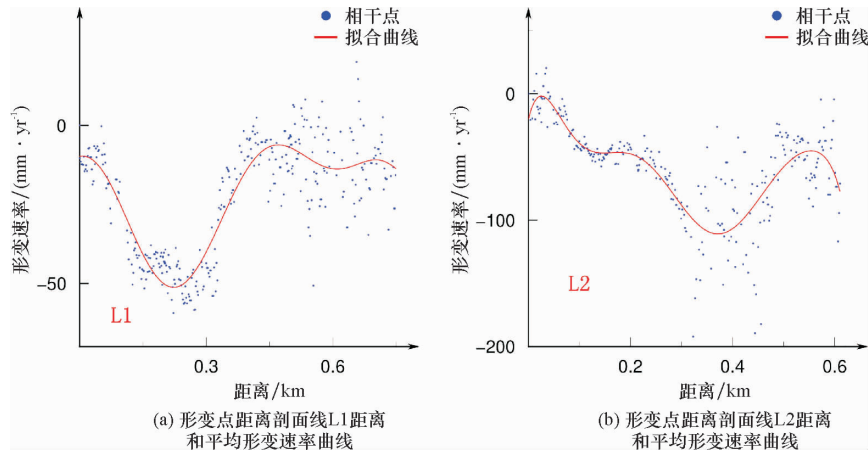 相干点
拟合曲线
形变速率/(mm · yr⁻¹)
0
−50
L1
0.3
0.6
距离/km
(a) 形变点距离剖面线L1距离
和平均形变速率曲线
相干点
拟合曲线
形变速率/(mm · yr⁻¹)
0
−100
−200
L2
0.2
0.4
0.6
距离/km
(b) 形变点距离剖面线L2距离
和平均形变速率曲线